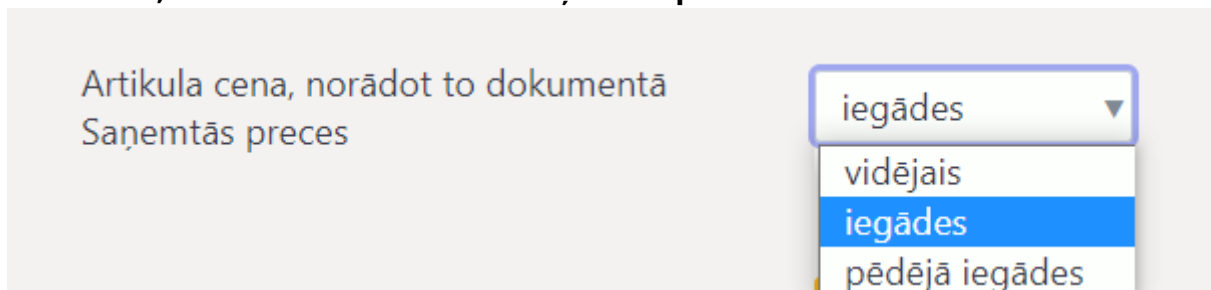 Artikula cena, norādot to dokumentā
Saņemtās preces
iegādes
vidējais
iegādes
pēdējā iegādes